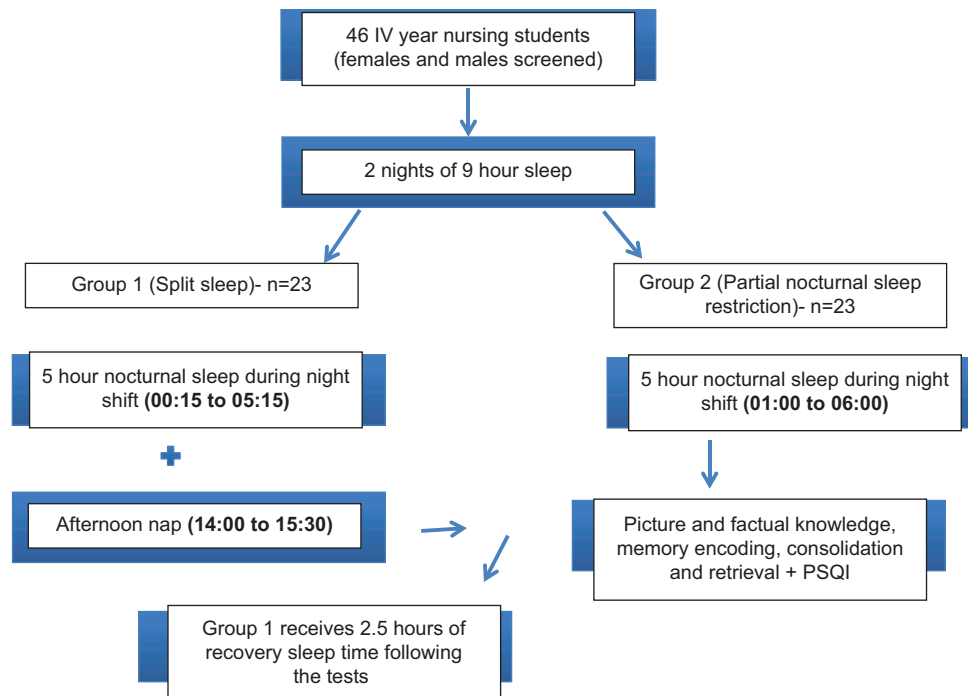 46 IV year nursing students
(females and males screened)
2 nights of 9 hour sleep
Group 1 (Split sleep)- n=23
Group 2 (Partial nocturnal sleep
restriction)- n=23
5 hour nocturnal sleep during night
shift (00:15 to 05:15)
5 hour nocturnal sleep during night
shift (01:00 to 06:00)
Afternoon nap (14:00 to 15:30)
Picture and factual knowledge,
memory encoding, consolidation
and retrieval + PSQI
Group 1 receives 2.5 hours of
recovery sleep time following
the tests